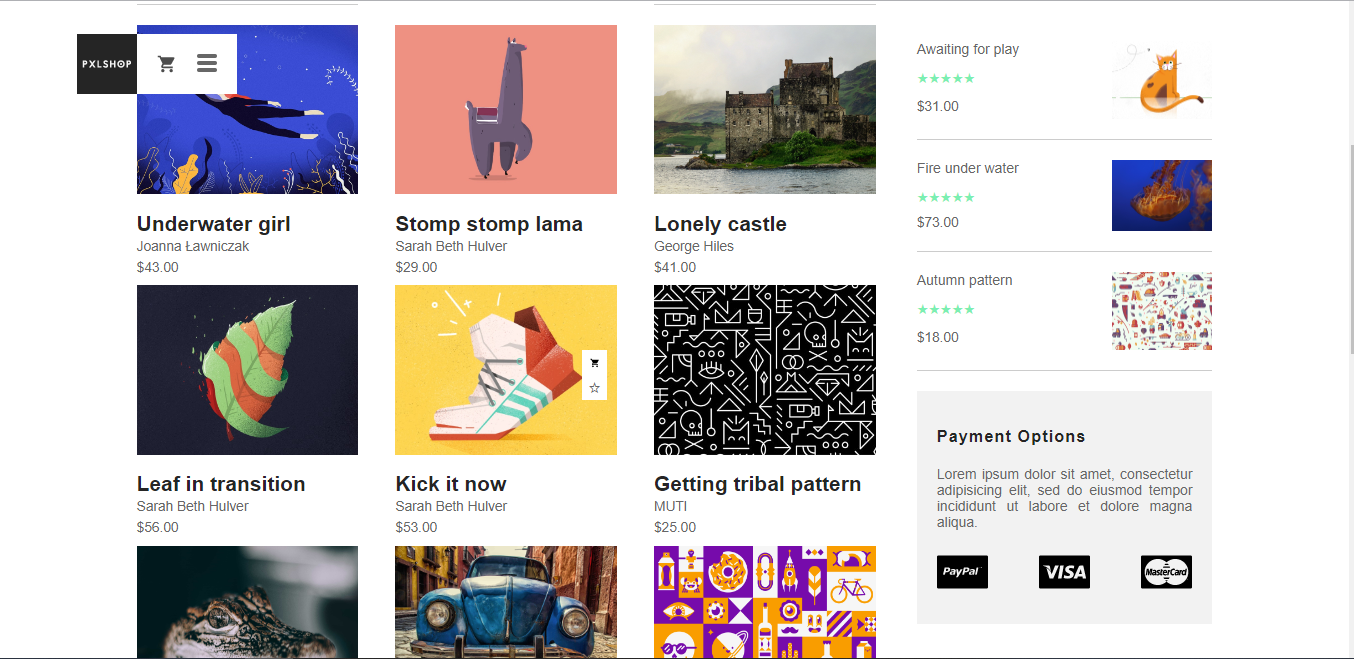 PXLSHOP
Underwater girl
Joanna Ławniczak
$43.00
Stomp stomp lama
Sarah Beth Hulver
$29.00
Lonely castle
George Hiles
$41.00
Leaf in transition
Sarah Beth Hulver
$56.00
Kick it now
Sarah Beth Hulver
$53.00
Getting tribal pattern
MUTI
$25.00
Awaiting for play
★★★★★
$31.00
Fire under water
★★★★★
$73.00
Autumn pattern
★★★★★
$18.00
Payment Options
Lorem ipsum dolor sit amet, consectetur
adipisicing elit, sed do eiusmod tempor
incididunt ut labore et dolore magna
aliqua.
PayPal
VISA
MasterCard